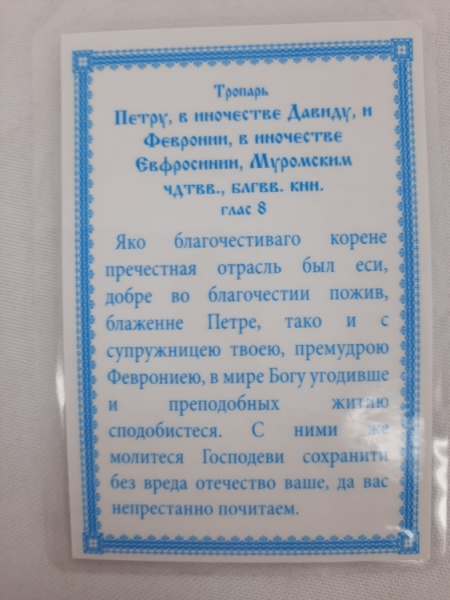 Тропарь
Петру, в иночестве Давиду, и
Февронии, в иночестве
Евфросинии, Муромским
чдтвв., блгвв. кнн.
глас 8
Яко благочестиваго корене
пречестная отрасль был еси,
добре во благочестии пожив,
блаженне Петре, тако и с
супружницею твоею, премудрою
Феврониею, в мире Богу угодивше
и преподобных житию
сподобистеся. С ними же
молитеся Господеви сохранити
без вреда отечество ваше, да вас
непрестанно почитаем.